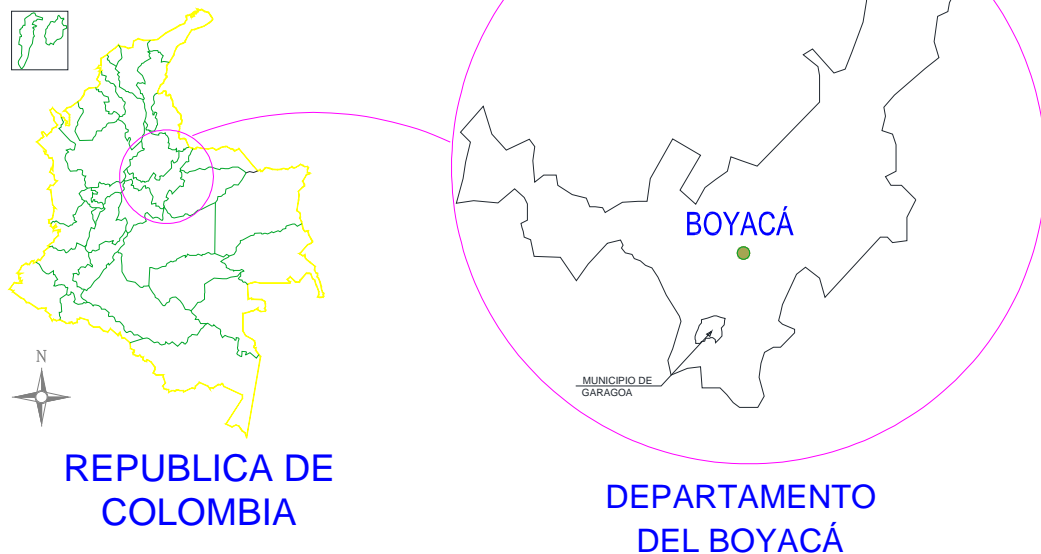 N
REPUBLICA DE
COLOMBIA
BOYACÁ
MUNICIPIO DE
GARAGOA
DEPARTAMENTO
DEL BOYACÁ